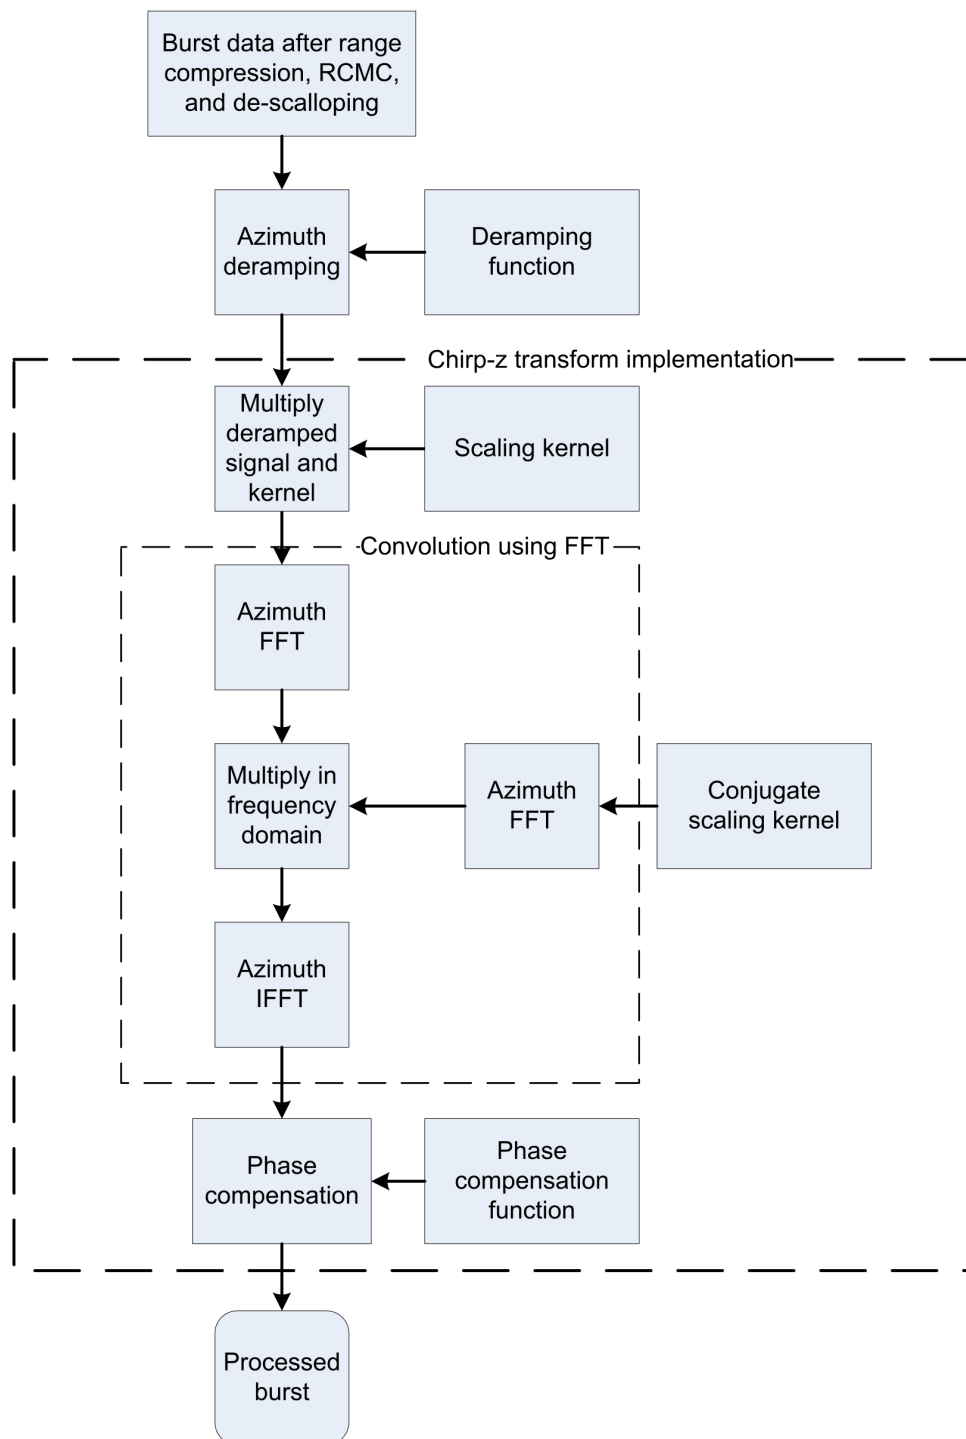 Burst data after range
compression, RCMC,
and de-scalloping
Azimuth
deramping
Deramping
function
Chirp-z transform implementation
Multiply
deramped
signal and
kernel
Scaling kernel
Convolution using FFT
Azimuth
FFT
Multiply in
frequency
domain
Azimuth
FFT
Conjugate
scaling kernel
Azimuth
IFFT
Phase
compensation
Phase
compensation
function
Processed
burst